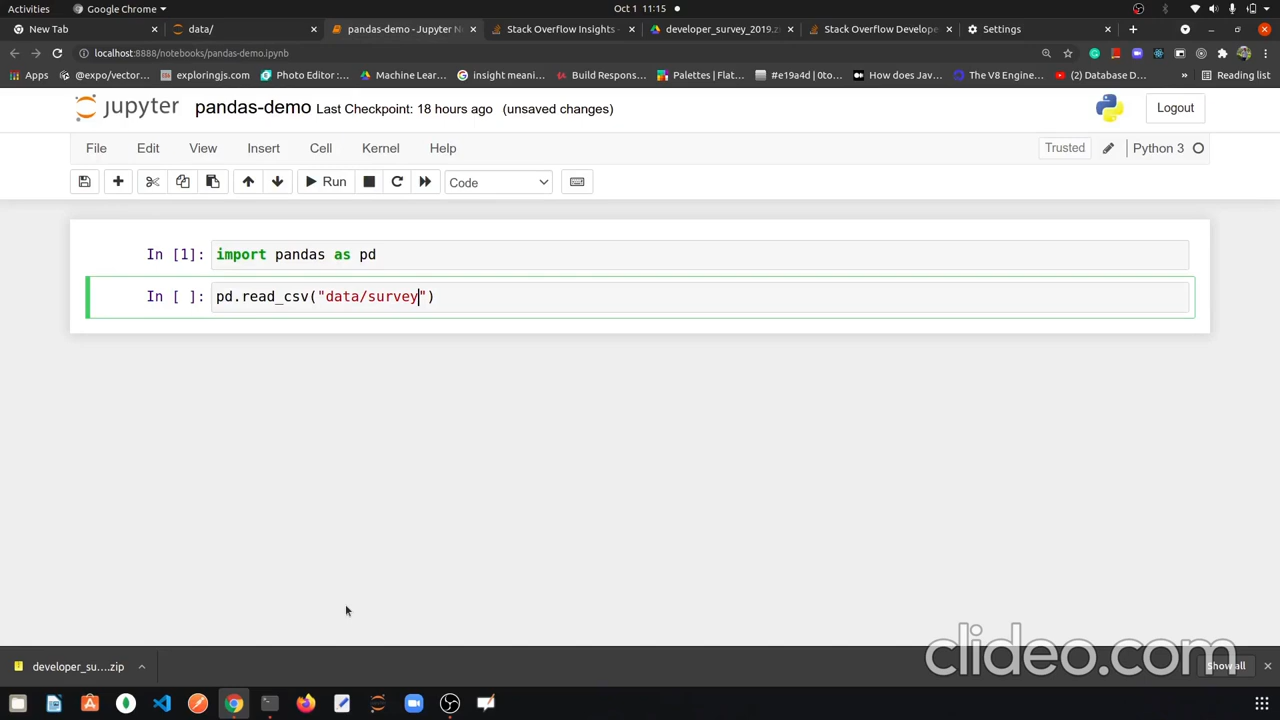 Activities
Google Chrome
Oct 1 11:15
New Tab
data/
pandas-demo - Jupyter N
Stack Overflow Insights -
developer_survey_2019.z
Stack Overflow Develope
Settings
localhost:8888/notebooks/pandas-demo.ipynb
Apps
@expo/vector...
exploringjs.com
Photo Editor :...
Machine Lear...
insight meani...
Build Respons...
Palettes | Flat...
#e19a4d | 0to...
How does Jav...
The V8 Engine...
(2) Database D...
»
Reading list
jupyter
pandas-demo Last Checkpoint: 18 hours ago (unsaved changes)
Logout
File
Edit
View
Insert
Cell
Kernel
Help
Trusted
Python 3
Run
Code
In [1]: import pandas as pd
In [ ]: pd.read_csv("data/survey")
clideo.com
developer_su....zip
Show all